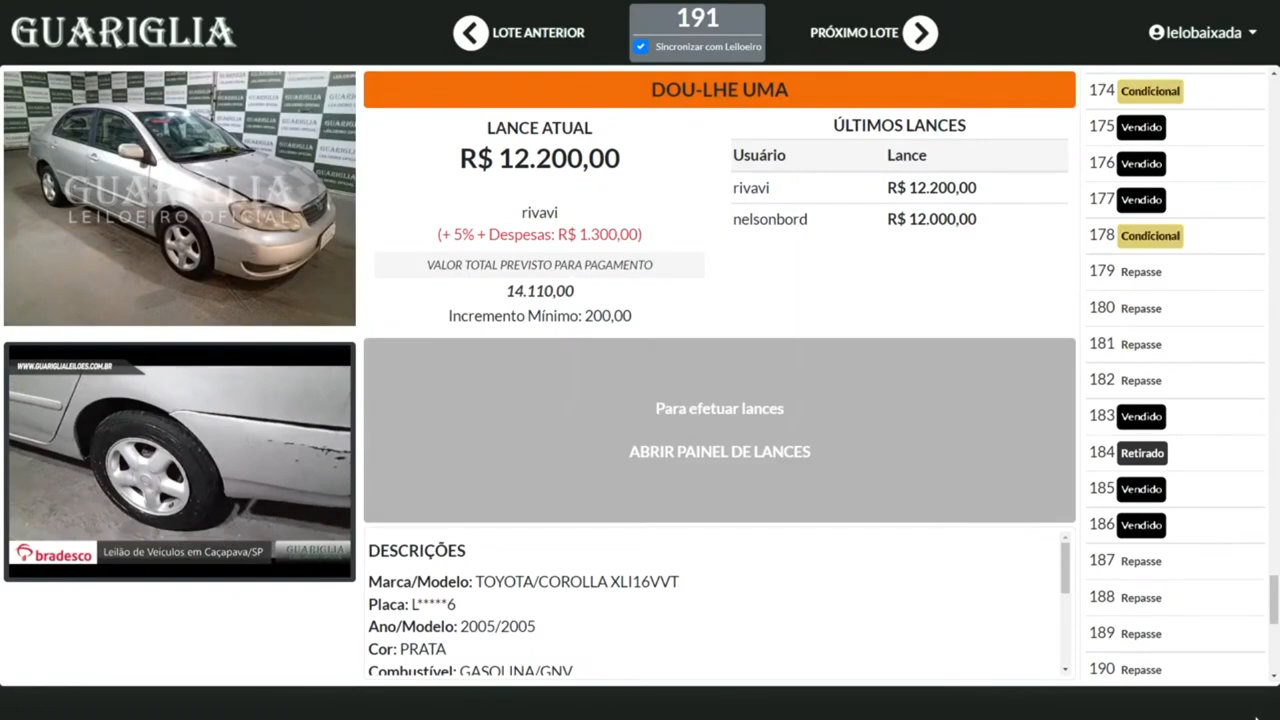 GUARIGLIA
LOTE ANTERIOR
191
Sincronizar com Leiloeiro
PRÓXIMO LOTE
lelobaixada
GUARIGLIA
LEILOEIRO OFICIAL
DOU-LHE UMA
LANCE ATUAL
R$ 12.200,00
rivavi
(+ 5% + Despesas: R$ 1.300,00)
VALOR TOTAL PREVISTO PARA PAGAMENTO
14.110,00
Incremento Mínimo: 200,00
ÚLTIMOS LANCES
Usuário Lance
rivavi R$ 12.200,00
nelsonbord R$ 12.000,00
WWW.GUARIGLIALEILOES.COM.BR
bradesco
Leilão de Veiculos em Caçapava/SP
GUARIGLIA
Para efetuar lances
ABRIR PAINEL DE LANCES
DESCRIÇÕES
Marca/Modelo: TOYOTA/COROLLA XLI16VVT
Placa: L*****6
Ano/Modelo: 2005/2005
Cor: PRATA
Combustível: GASOLINA/GNV
174 Condicional
175 Vendido
176 Vendido
177 Vendido
178 Condicional
179 Repasse
180 Repasse
181 Repasse
182 Repasse
183 Vendido
184 Retirado
185 Vendido
186 Vendido
187 Repasse
188 Repasse
189 Repasse
190 Repasse